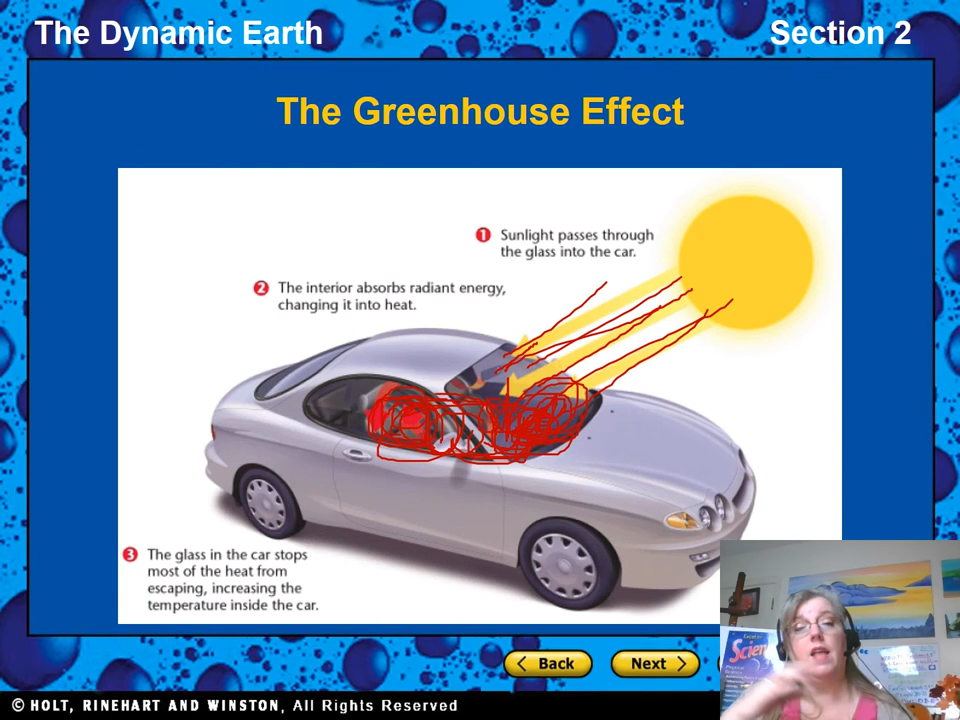 The Dynamic Earth
Section 2
The Greenhouse Effect
1 Sunlight passes through
the glass into the car.
2 The interior absorbs radiant energy,
changing it into heat.
3 The glass in the car stops
most of the heat from
escaping, increasing the
temperature inside the car.
< Back
Next >
© HOLT, RINEHART AND WINSTON, All Rights Reserved